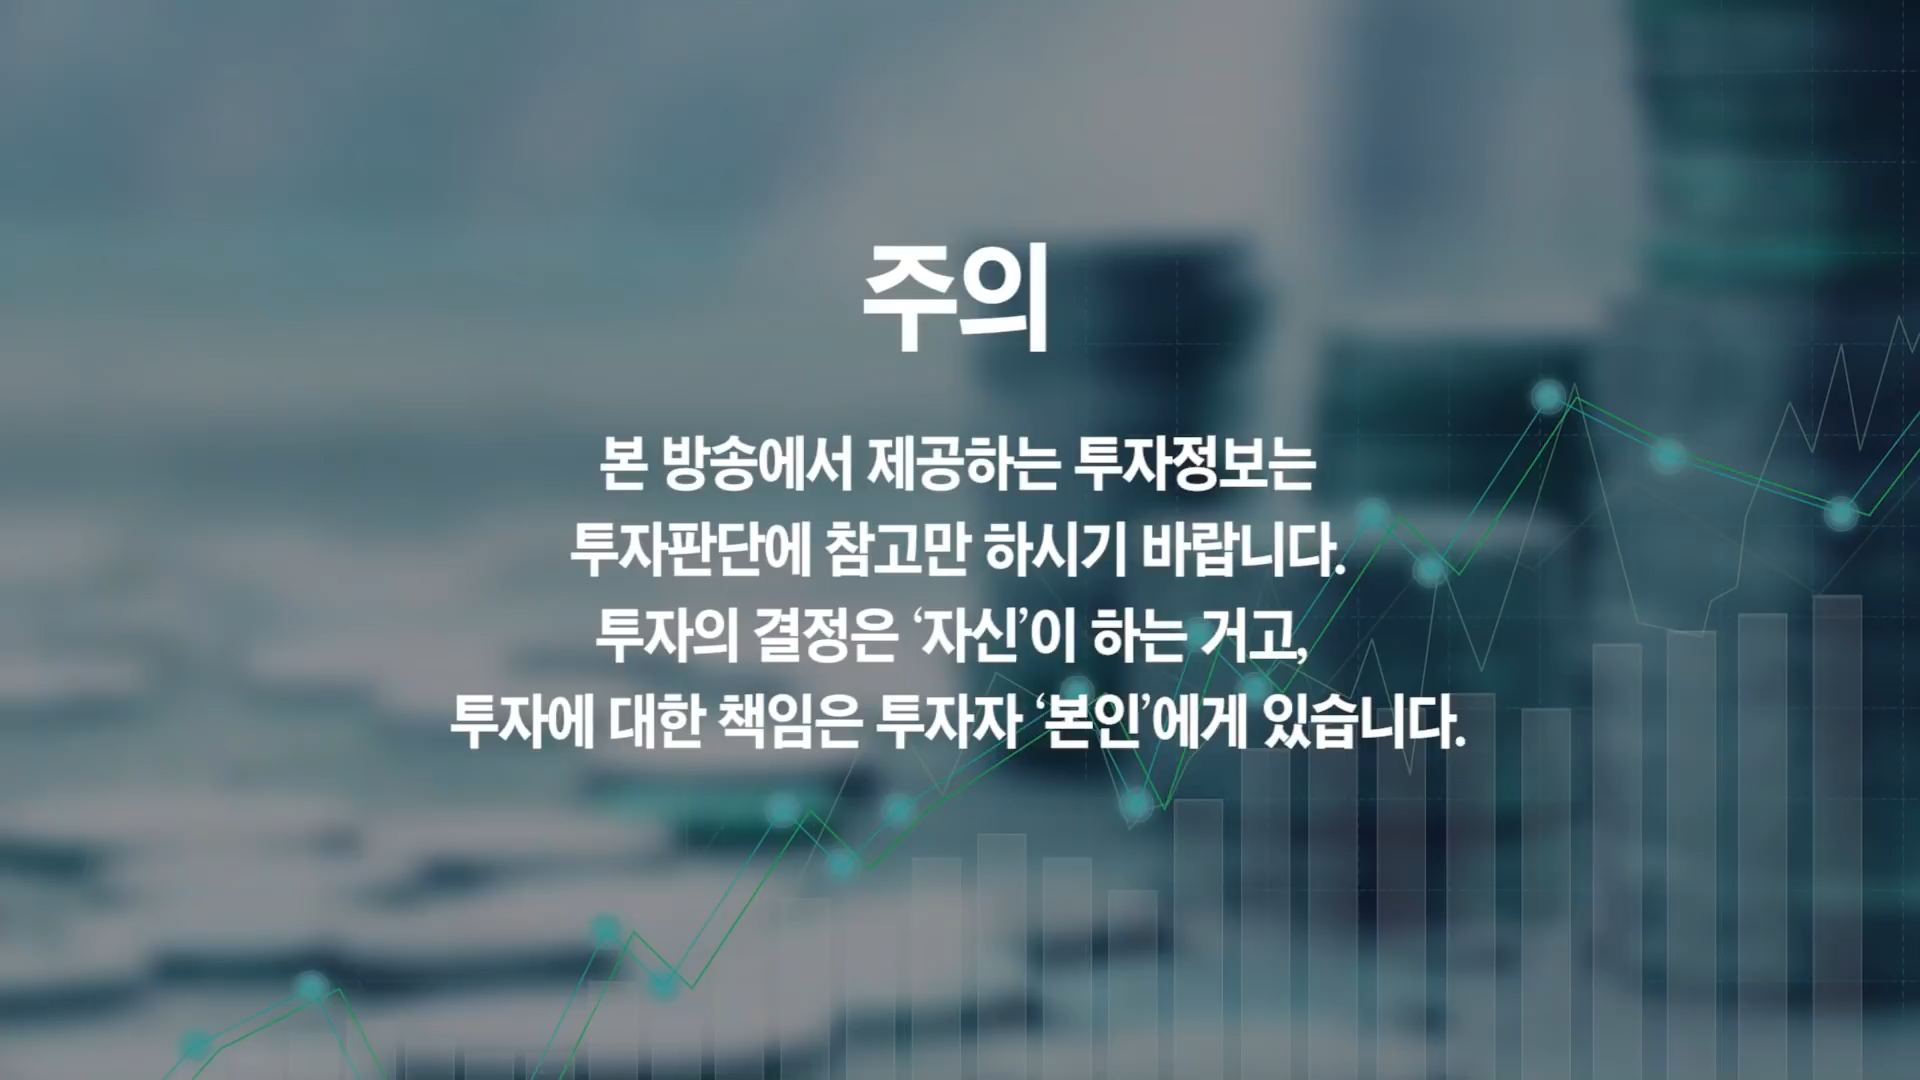 주의
본 방송에서 제공하는 투자정보는
투자판단에 참고만 하시기 바랍니다.
투자의 결정은 ‘자신’이 하는 거고,
투자에 대한 책임은 투자자 ‘본인’에게 있습니다.